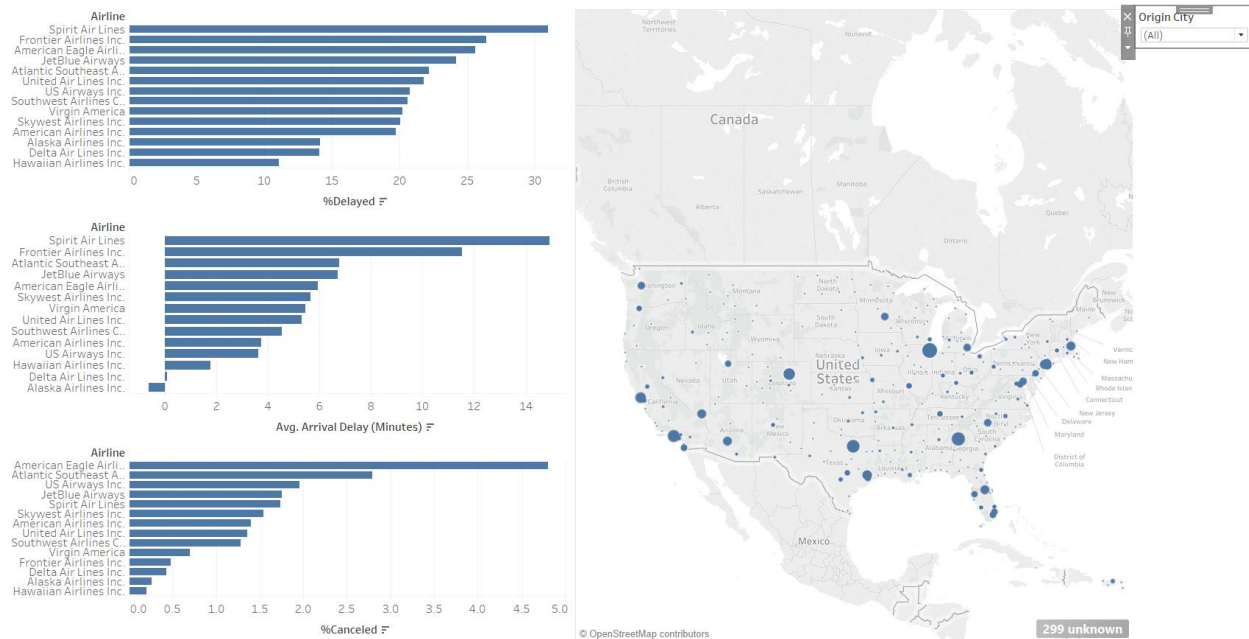 Airline
Spirit Air Lines
Frontier Airlines Inc.
American Eagle Airli..
JetBlue Airways
Atlantic Southeast A..
United Air Lines Inc.
US Airways Inc.
Southwest Airlines C..
Virgin America
Skywest Airlines Inc.
American Airlines Inc.
Alaska Airlines Inc.
Delta Air Lines Inc.
Hawaiian Airlines Inc.
0 5 10 15 20 25 30
%Delayed
Airline
Spirit Air Lines
Frontier Airlines Inc.
Atlantic Southeast A..
JetBlue Airways
American Eagle Airli..
Skywest Airlines Inc.
Virgin America
United Air Lines Inc.
Southwest Airlines C..
American Airlines Inc.
US Airways Inc.
Hawaiian Airlines Inc.
Delta Air Lines Inc.
Alaska Airlines Inc.
0 2 4 6 8 10 12 14
Avg. Arrival Delay (Minutes)
Airline
American Eagle Airli..
Atlantic Southeast A..
US Airways Inc.
JetBlue Airways
Spirit Air Lines
Skywest Airlines Inc.
American Airlines Inc.
United Air Lines Inc.
Southwest Airlines C..
Virgin America
Frontier Airlines Inc.
Delta Air Lines Inc.
Alaska Airlines Inc.
Hawaiian Airlines Inc.
0.0 0.5 1.0 1.5 2.0 2.5 3.0 3.5 4.0 4.5 5.0
%Canceled
Northwest
Territories
Nunavut
Canada
British
Columbia
Alberta
Saskatchewan
Manitoba
Ontario
Quebec
New
Brunswick
Maine
Montana
North
Dakota
Minnesota
Oregon
Idaho
Wyoming
South
Dakota
Wisconsin
New
York
Nebraska
Iowa
Pennsylvania
Nevada
Utah
United
States
Kansas
Missouri
Kentucky
Virginia
California
Arizona
New
Mexico
Oklahoma
Arkansas
South
Carolina
Texas
Louisiana
Alabama
Georgia
Vermo
New Ham
Massachu
Rhode Islan
Connecticut
New Jersey
Delaware
Maryland
District of
Columbia
Mexico
© OpenStreetMap contributors
299 unknown
Origin City
(All)